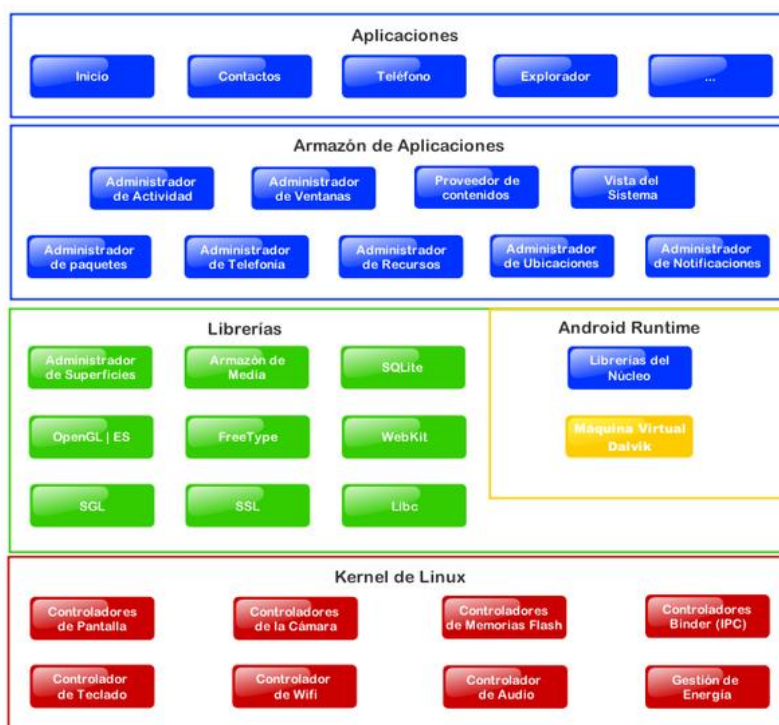 Aplicaciones
Inicio
Contactos
Teléfono
Explorador
...
Armazón de Aplicaciones
Administrador
de Actividad
Administrador
de Ventanas
Proveedor de
contenidos
Vista del
Sistema
Administrador
de paquetes
Administrador
de Telefonía
Administrador
de Recursos
Administrador
de Ubicaciones
Administrador
de Notificaciones
Librerías
Administrador
de Superficies
Armazón de
Media
SQLite
OpenGL | ES
FreeType
WebKit
SGL
SSL
Libc
Android Runtime
Librerías del
Núcleo
Máquina Virtual
Dalvik
Kernel de Linux
Controladores
de Pantalla
Controladores
de la Cámara
Controladores
de Memorias Flash
Controladores
Binder (IPC)
Controlador
de Teclado
Controlador
de Wifi
Controlador
de Audio
Gestión de
Energía